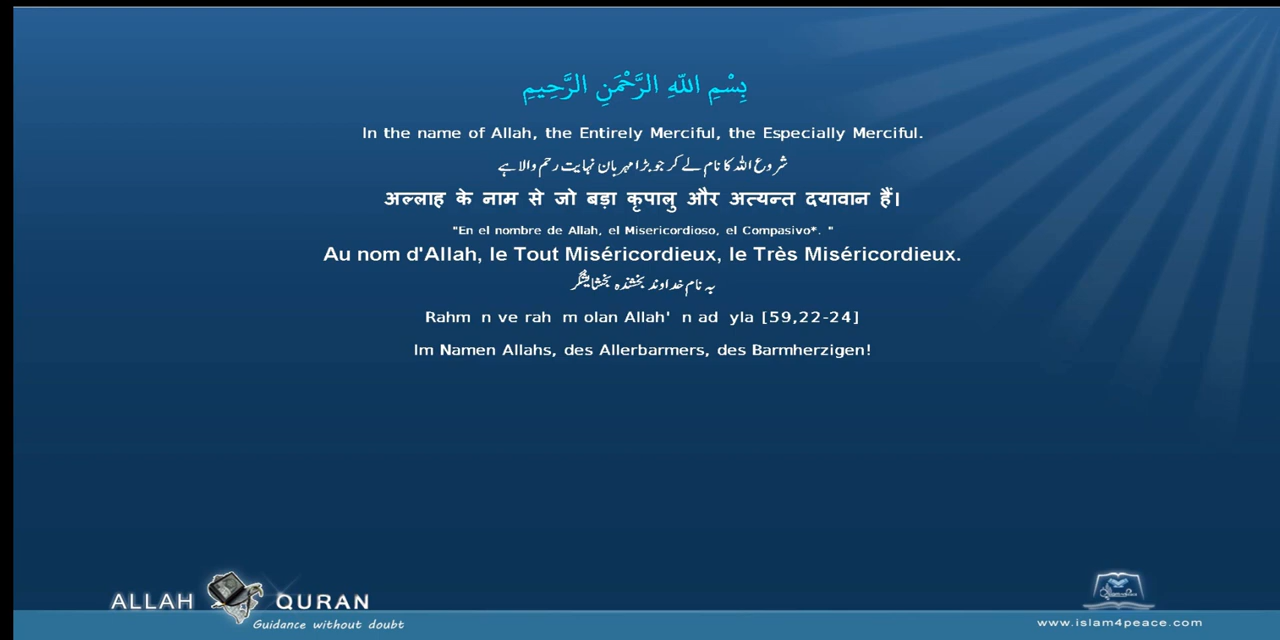 بِسْمِ اللّهِ الرَّحْمَنِ الرَّحِيمِ
In the name of Allah, the Entirely Merciful, the Especially Merciful.
شروع اللہ کا نام لے کر جو بڑا مہربان نہایت رحم والا ہے
अल्लाह के नाम से जो बड़ा कृपालु और अत्यन्त दयावान हैं।
"En el nombre de Allah, el Misericordioso, el Compasivo*. "
Au nom d'Allah, le Tout Miséricordieux, le Très Miséricordieux.
به نام خداوند بخشنده بخشایشگر
Rahm n ve rah m olan Allah' n ad yla [59,22-24]
Im Namen Allahs, des Allerbarmers, des Barmherzigen!
ALLAH QURAN
Guidance without doubt
www.islam4peace.com